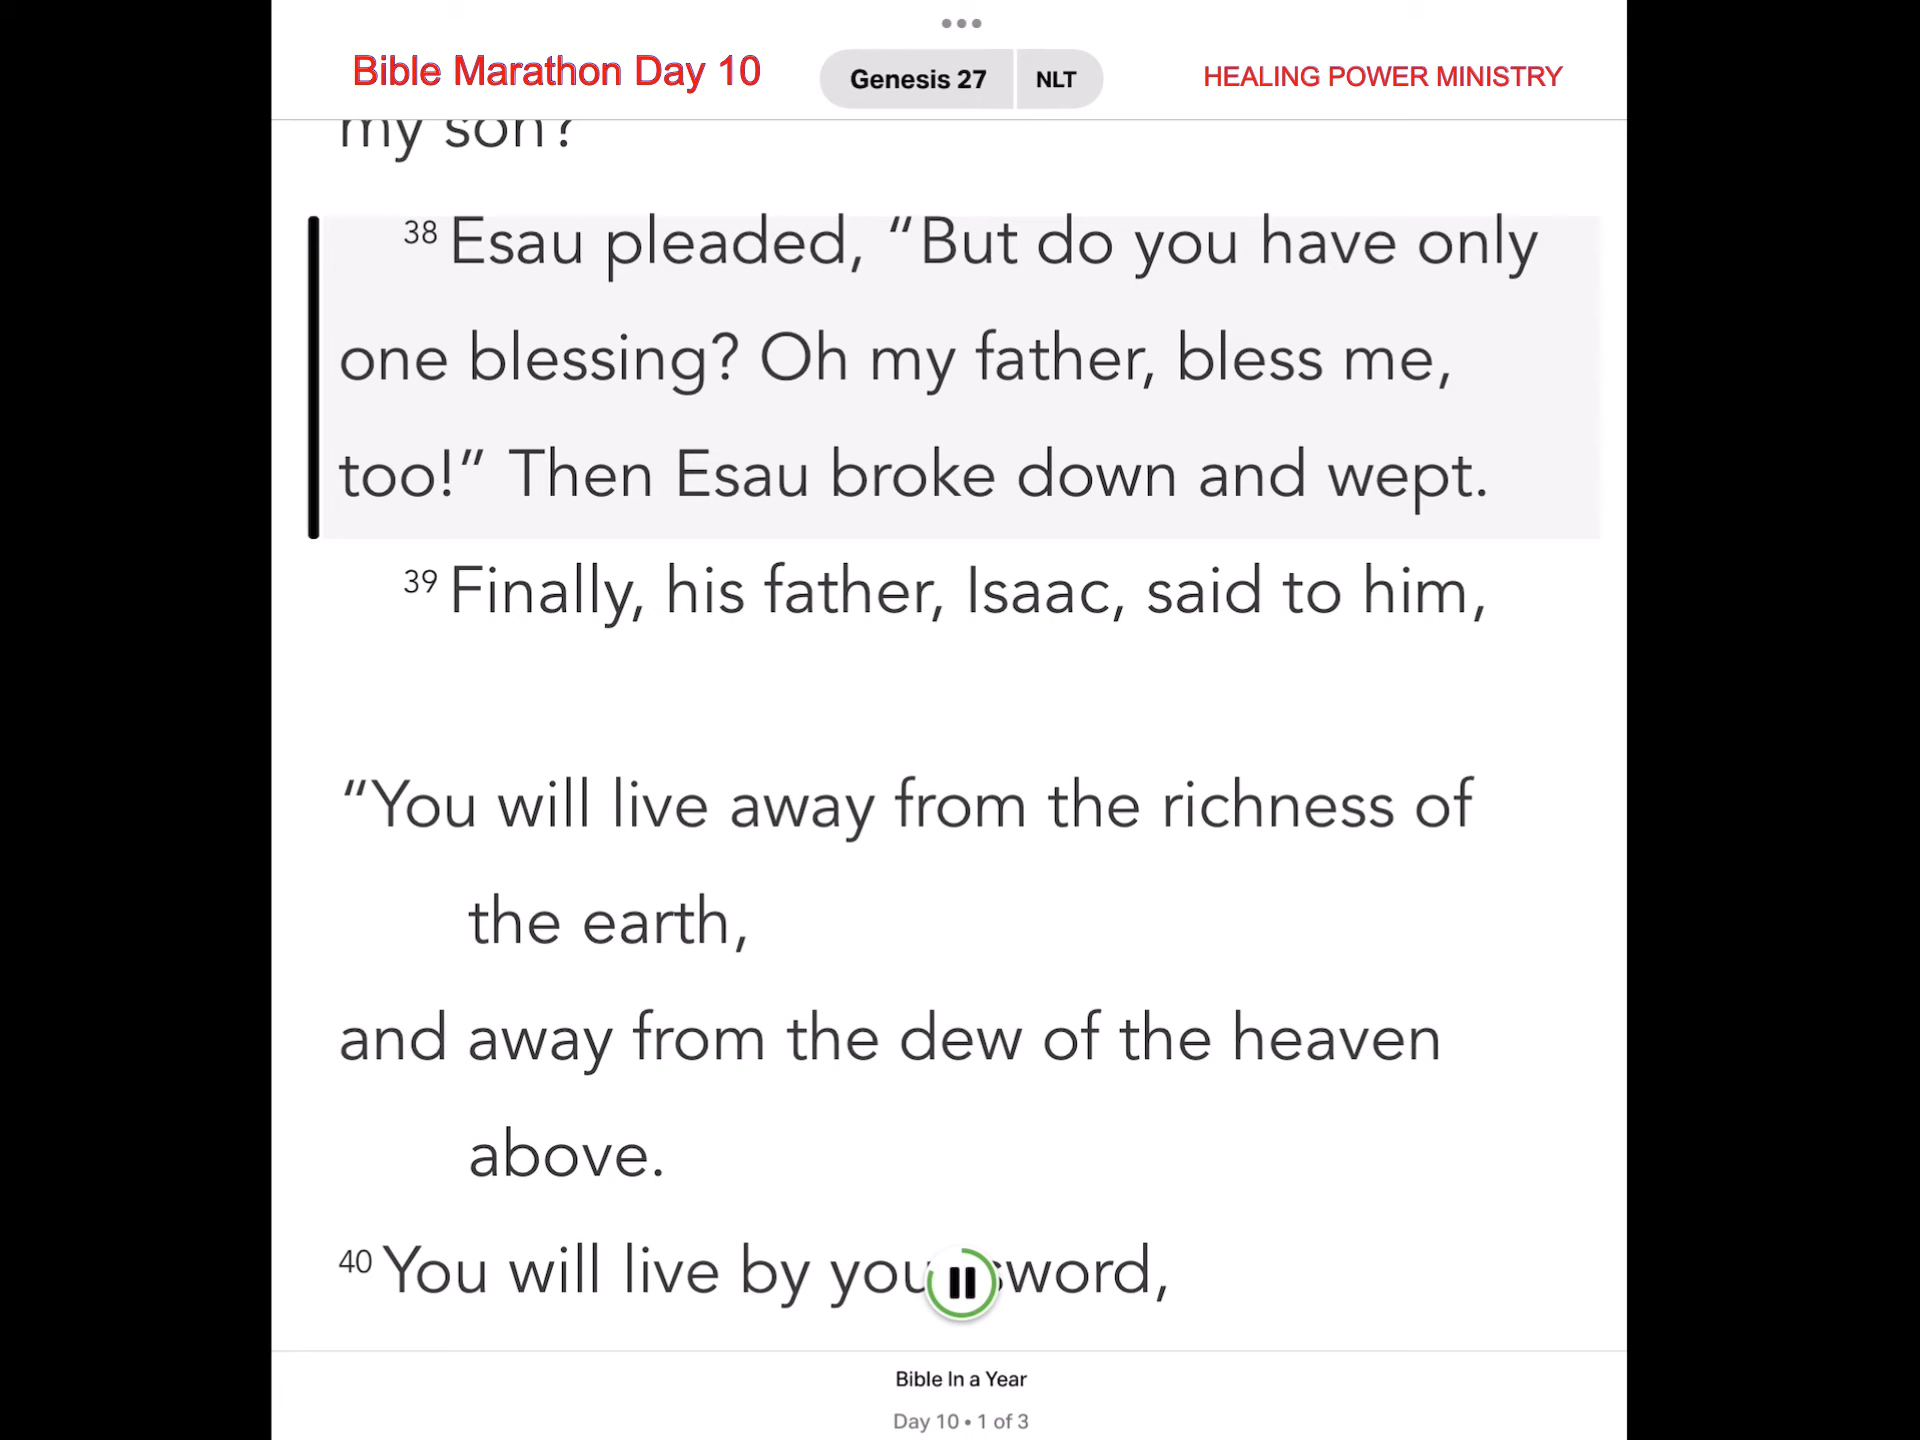 Bible Marathon Day 10
Genesis 27
NLT
HEALING POWER MINISTRY
my son?
38 Esau pleaded, “But do you have only
one blessing? Oh my father, bless me,
too!” Then Esau broke down and wept.
39 Finally, his father, Isaac, said to him,
“You will live away from the richness of
the earth,
and away from the dew of the heaven
above.
40 You will live by your sword,
Bible In a Year
Day 10 • 1 of 3